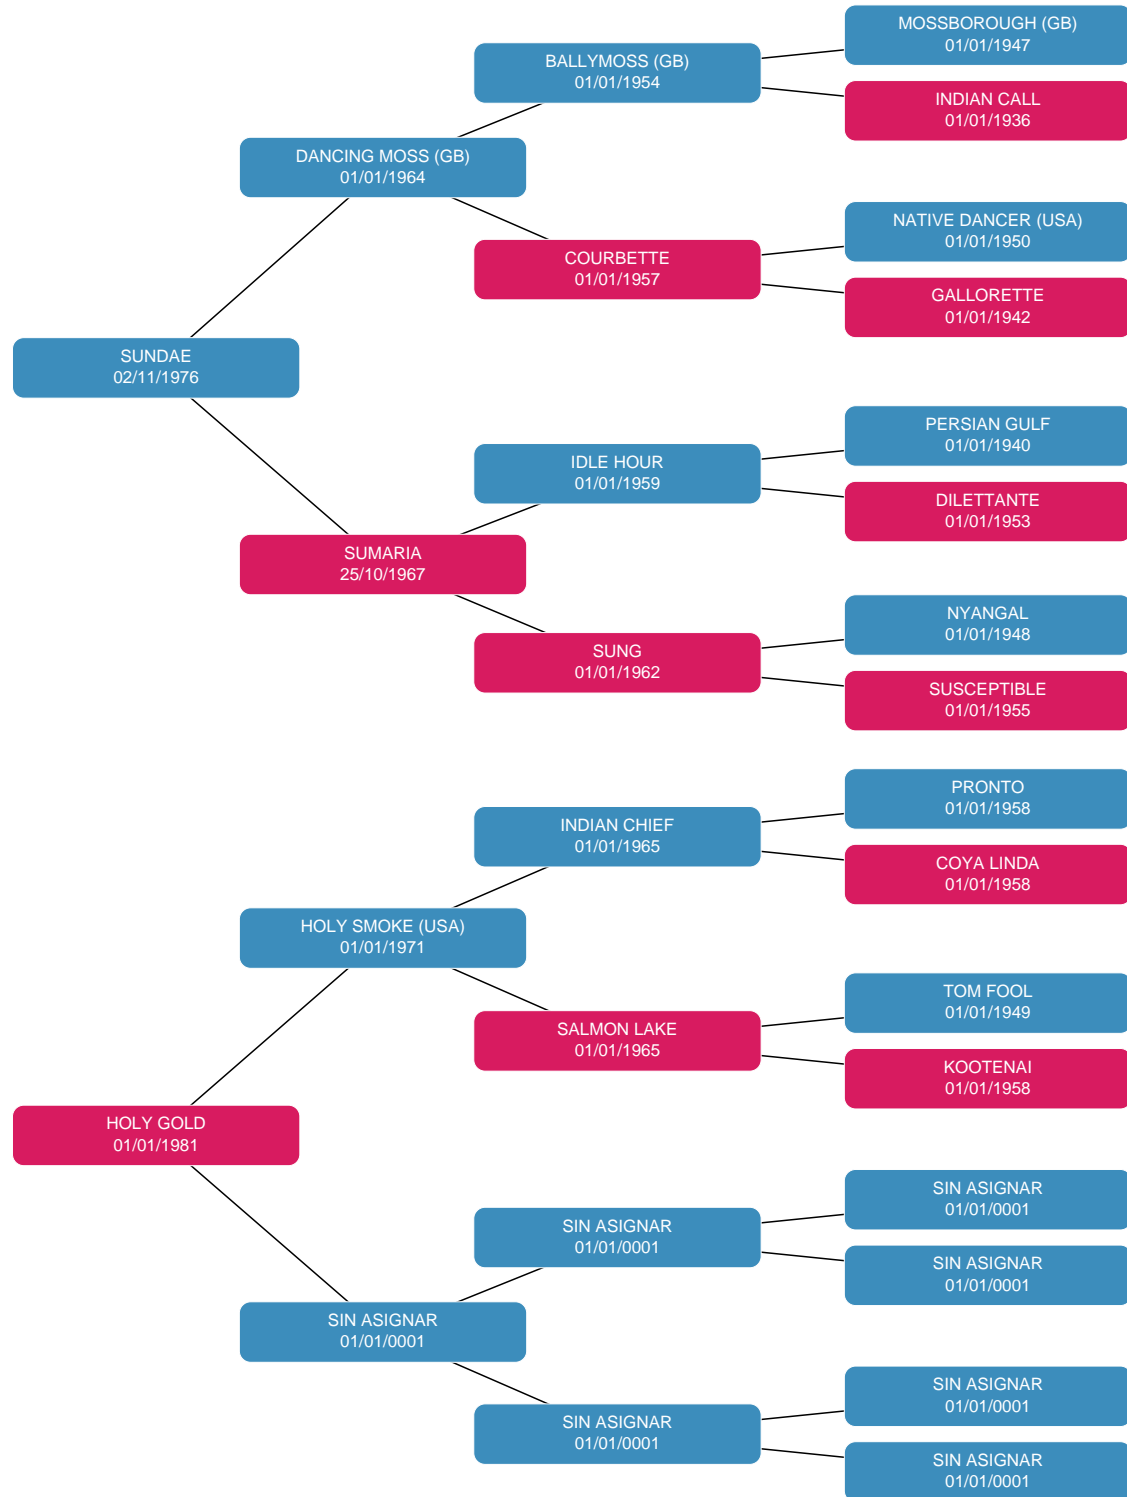 MOSSBOROUGH (GB)
01/01/1947
BALLYMOSS (GB)
01/01/1954
INDIAN CALL
01/01/1936
DANCING MOSS (GB)
01/01/1964
NATIVE DANCER (USA)
01/01/1950
COURBETTE
01/01/1957
GALLORETTE
01/01/1942
SUNDAE
02/11/1976
PERSIAN GULF
01/01/1940
IDLE HOUR
01/01/1959
DILETTANTE
01/01/1953
SUMARIA
25/10/1967
NYANGAL
01/01/1948
SUNG
01/01/1962
SUSCEPTIBLE
01/01/1955
PRONTO
01/01/1958
INDIAN CHIEF
01/01/1965
COYA LINDA
01/01/1958
HOLY SMOKE (USA)
01/01/1971
TOM FOOL
01/01/1949
SALMON LAKE
01/01/1965
KOOTENAI
01/01/1958
HOLY GOLD
01/01/1981
SIN ASIGNAR
01/01/0001
SIN ASIGNAR
01/01/0001
SIN ASIGNAR
01/01/0001
SIN ASIGNAR
01/01/0001
SIN ASIGNAR
01/01/0001
SIN ASIGNAR
01/01/0001
SIN ASIGNAR
01/01/0001